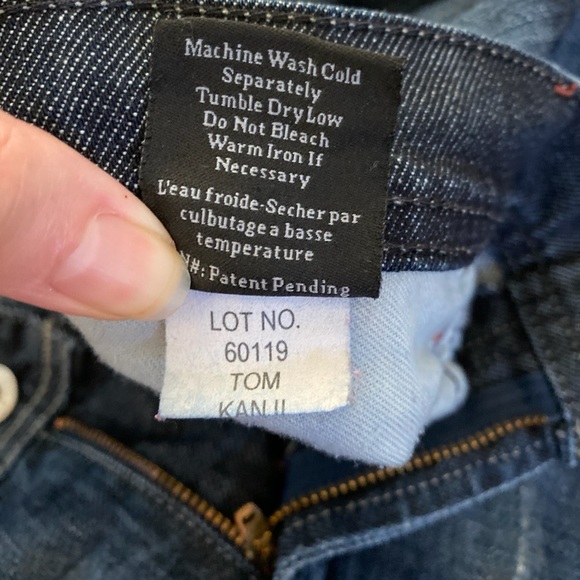 Machine Wash Cold
Separately
Tumble Dry Low
Do Not Bleach
Warm Iron If
Necessary
L'eau froide-Secher par
culbutage a basse
temperature
N#: Patent Pending
LOT NO.
60119
TOM